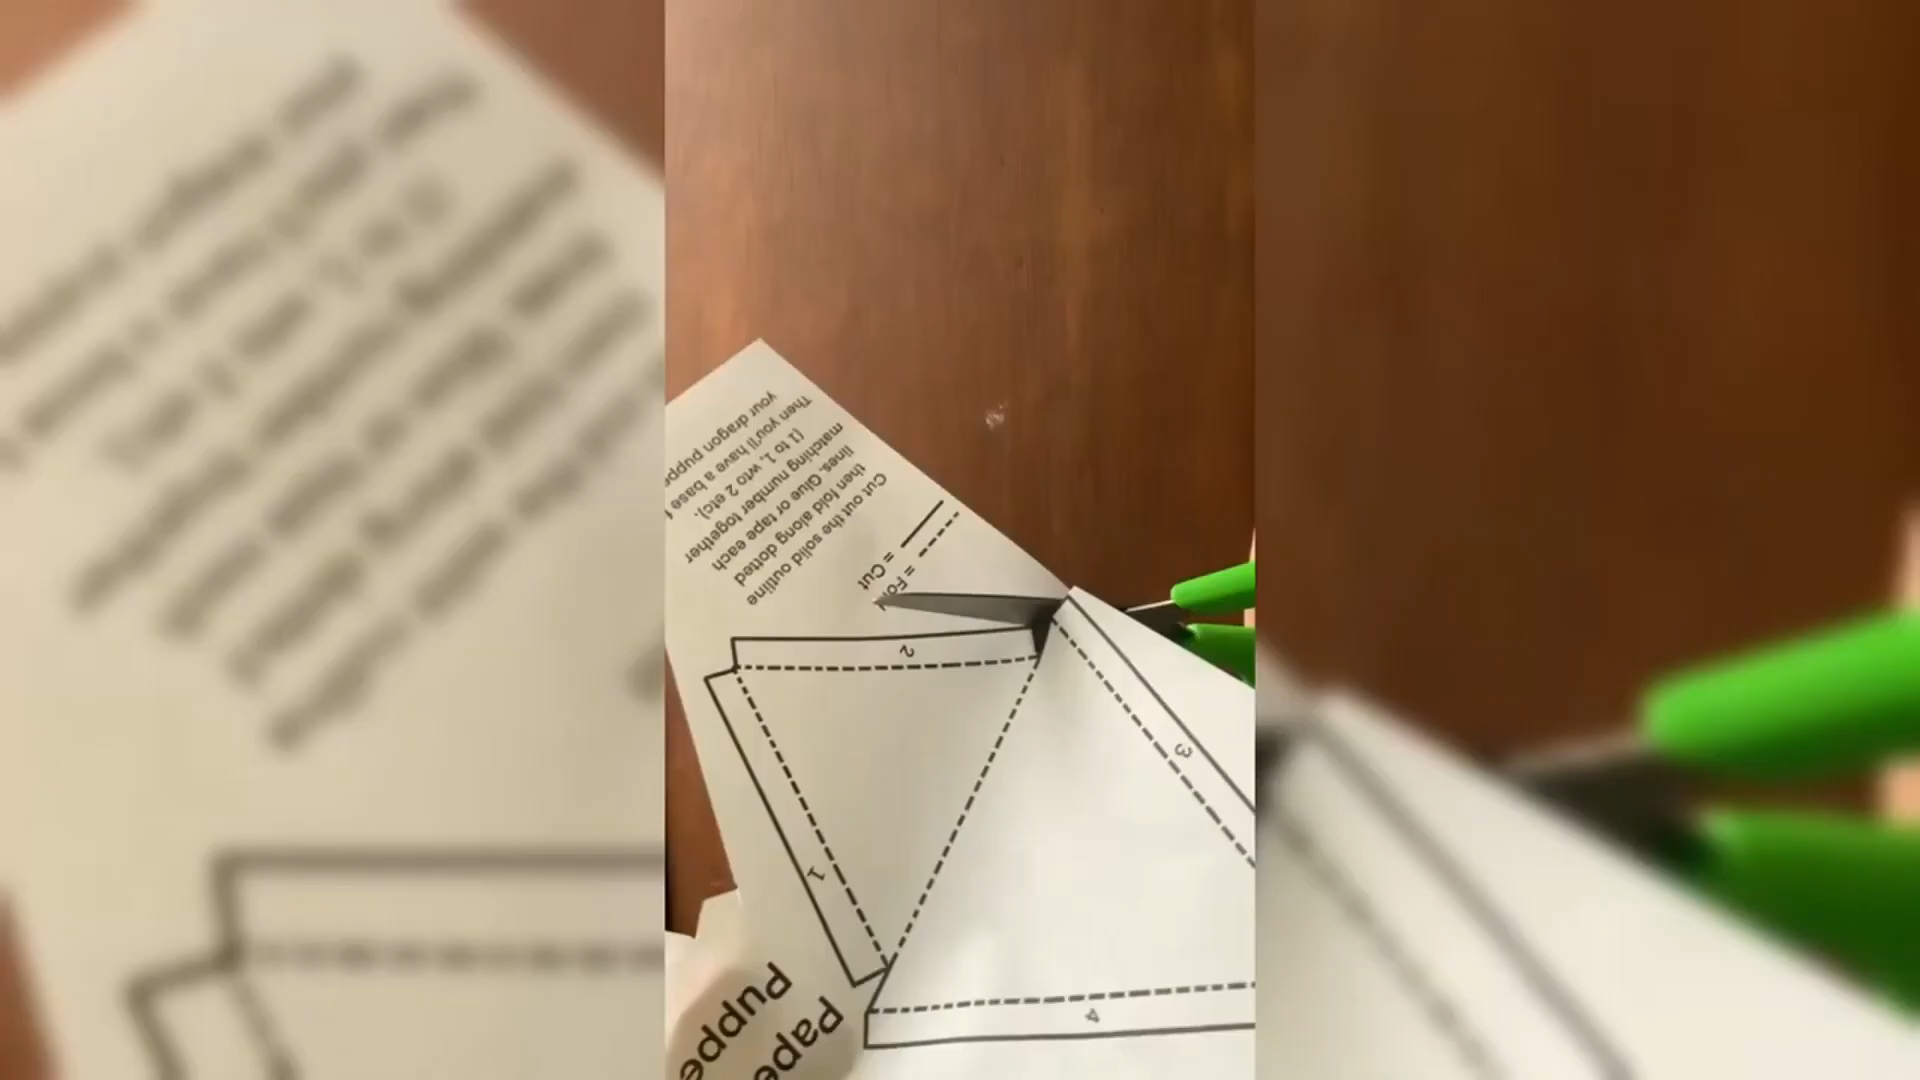 = Fold
= Cut
Cut out the solid outline
then fold along dotted
lines. Glue or tape each
matching number together
(1 to 1, wto 2 etc).
Then you'll have a base
your dragon puppe
2
3
1
4
Pape
Puppe